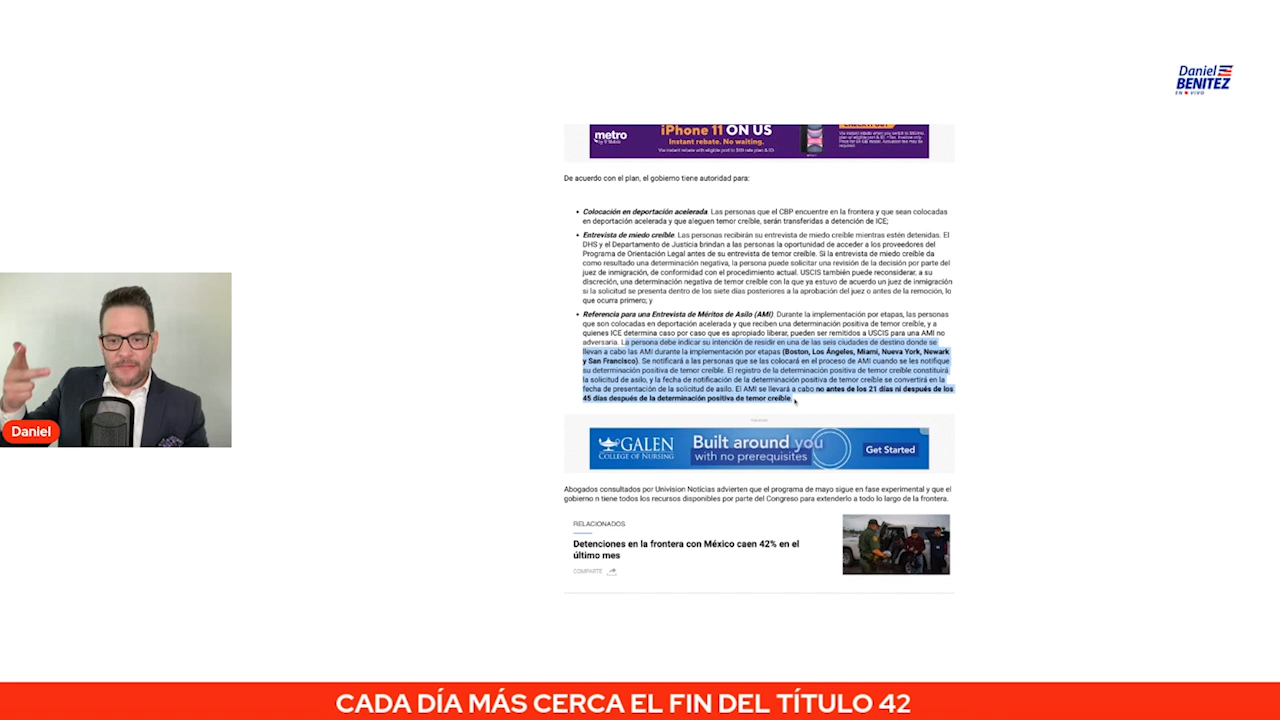 Daniel
BENITEZ
EN VIVO
metro
iPhone 11 ON US
Instant rebate. No waiting.
De acuerdo con el plan, el gobierno tiene autoridad para:
• Colocación en deportación acelerada. Las personas que el CBP encuentre en la frontera y que sean colocadas
en deportación acelerada y que aleguen temor creíble, serán transferidas a detención de ICE;
• Entrevista de miedo creíble. Las personas recibirán su entrevista de miedo creíble mientras estén detenidas. El
DHS y el Departamento de Justicia brindan a las personas la oportunidad de acceder a los proveedores del
Programa de Orientación Legal antes de su entrevista de temor creíble. Si la entrevista de miedo creíble da
como resultado una determinación negativa, la persona puede solicitar una revisión de la decisión por parte del
juez de inmigración, de conformidad con el procedimiento actual. USCIS también puede reconsiderar, a su
discreción, una determinación negativa de temor creíble con la que ya estuvo de acuerdo un juez de inmigración
si la solicitud se presenta dentro de los siete días posteriores a la aprobación del juez o antes de la remoción, lo
que ocurra primero; y
• Referencia para una Entrevista de Méritos de Asilo (AMI). Durante la implementación por etapas, las personas
que son colocadas en deportación acelerada y que reciben una determinación positiva de temor creíble, y a
quienes ICE determina caso por caso que es apropiado liberar, pueden ser remitidos a USCIS para una AMI no
adversaria. La persona debe indicar su intención de residir en una de las seis ciudades de destino donde se
llevan a cabo las AMI durante la implementación por etapas (Boston, Los Ángeles, Miami, Nueva York, Newark
y San Francisco). Se notificará a las personas que se las colocará en el proceso de AMI cuando se les notifique
su determinación positiva de temor creíble. El registro de la determinación positiva de temor creíble constituirá
la solicitud de asilo, y la fecha de notificación de la determinación positiva de temor creíble se convertirá en la
fecha de presentación de la solicitud de asilo. El AMI se llevará a cabo no antes de los 21 días ni después de los
45 días después de la determinación positiva de temor creíble.
Daniel
GALEN
COLLEGE OF NURSING
Built around you
with no prerequisites
Get Started
Abogados consultados por Univision Noticias advierten que el programa de mayo sigue en fase experimental y que el
gobierno n tiene todos los recursos disponibles por parte del Congreso para extenderlo a todo lo largo de la frontera.
RELACIONADOS
Detenciones en la frontera con México caen 42% en el
último mes
COMPARTE
CADA DÍA MÁS CERCA EL FIN DEL TÍTULO 42